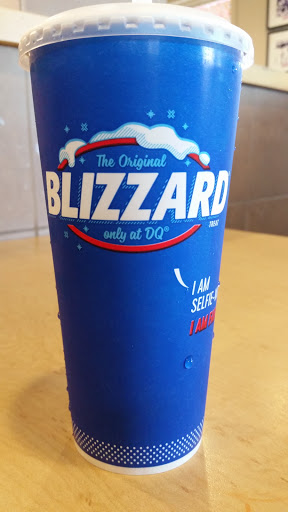 The Original
BLIZZARD
TREAT
only at DQ®
I AM
SELFIE-
I AM